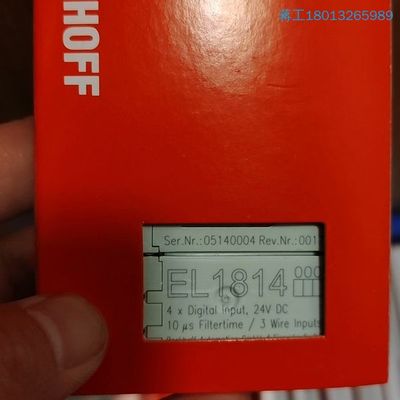 蒋工18013265989
HOFF
Ser.Nr.:05140004 Rev.Nr.:001
EL1814
000
4 x Digital Input, 24V DC
10 µs Filtertime / 3 Wire Inputs